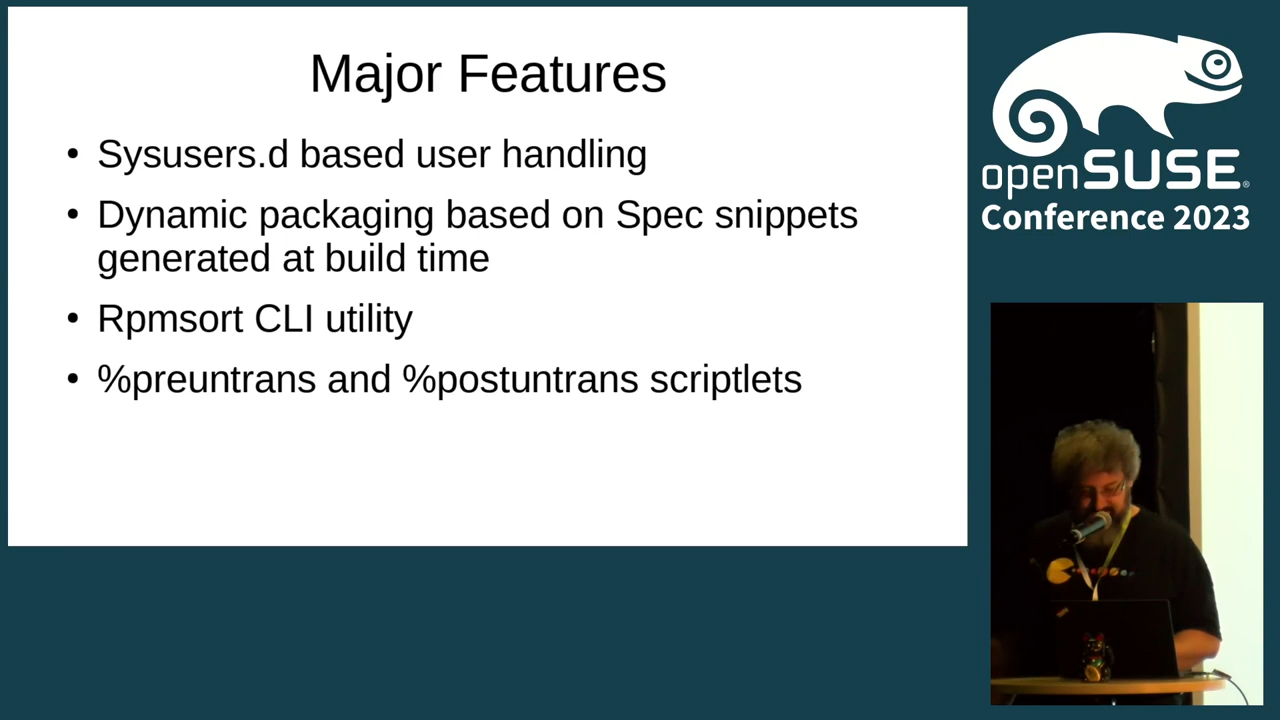 Major Features
• Sysusers.d based user handling
• Dynamic packaging based on Spec snippets
generated at build time
• Rpmsort CLI utility
• %preuntrans and %postuntrans scriptlets
openSUSE®
Conference 2023